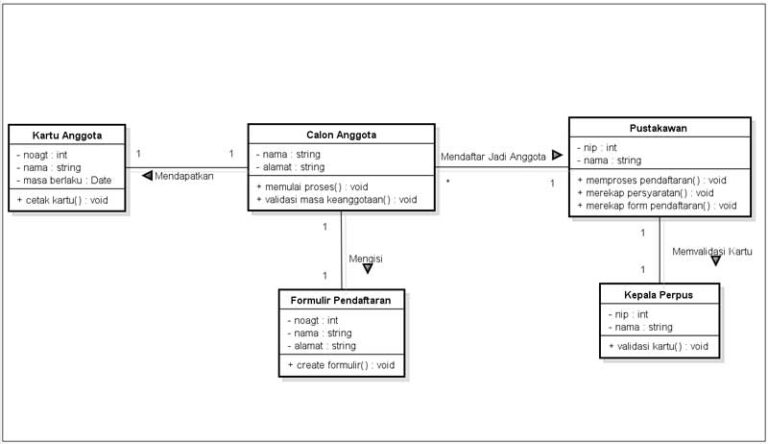 Kartu Anggota
- noagt : int
- nama : string
- masa berlaku : Date
+ cetak kartu() : void
1
1
Mendapatkan
Calon Anggota
- nama : string
- alamat : string
+ memulai proses() : void
+ validasi masa keanggotaan() : void
Mendaftar Jadi Anggota
*
1
Pustakawan
- nip : int
- nama : string
+ memproses pendaftaran() : void
+ merekap persyaratan() : void
+ merekap form pendaftaran() : void
1
Mengisi
1
Formulir Pendaftaran
- noagt : int
- nama : string
- alamat : string
+ create formulir() : void
1
Memvalidasi Kartu
1
Kepala Perpus
- nip : int
- nama : string
+ validasi kartu() : void